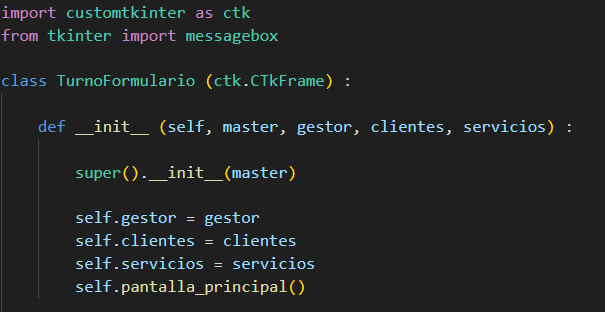 import customtkinter as ctk
from tkinter import messagebox
class TurnoFormulario (ctk.CTkFrame) :
def __init__ (self, master, gestor, clientes, servicios) :
super().__init__(master)
self.gestor = gestor
self.clientes = clientes
self.servicios = servicios
self.pantalla_principal()